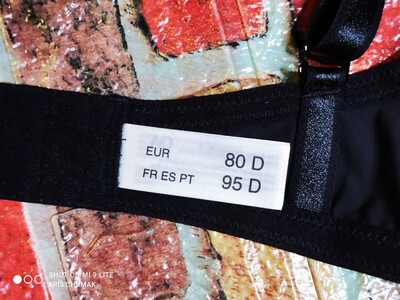 EUR 80 D
FR ES PT 95 D
SHOT ON MI 9 LITE